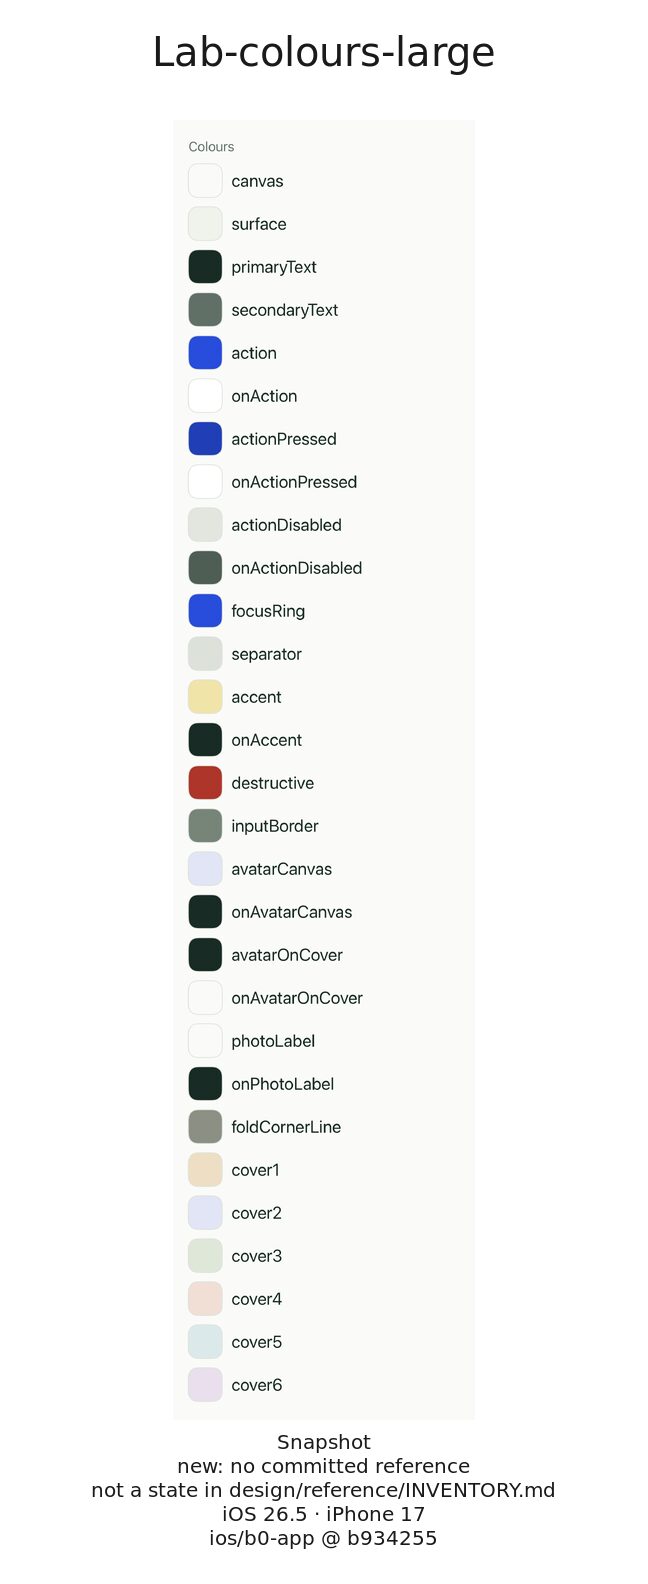 Lab-colours-large
Colours
canvas
surface
primaryText
secondaryText
action
onAction
actionPressed
onActionPressed
actionDisabled
onActionDisabled
focusRing
separator
accent
onAccent
destructive
inputBorder
avatarCanvas
onAvatarCanvas
avatarOnCover
onAvatarOnCover
photoLabel
onPhotoLabel
foldCornerLine
cover1
cover2
cover3
cover4
cover5
cover6
Snapshot
new: no committed reference
not a state in design/reference/INVENTORY.md
iOS 26.5 · iPhone 17
ios/b0-app @ b934255